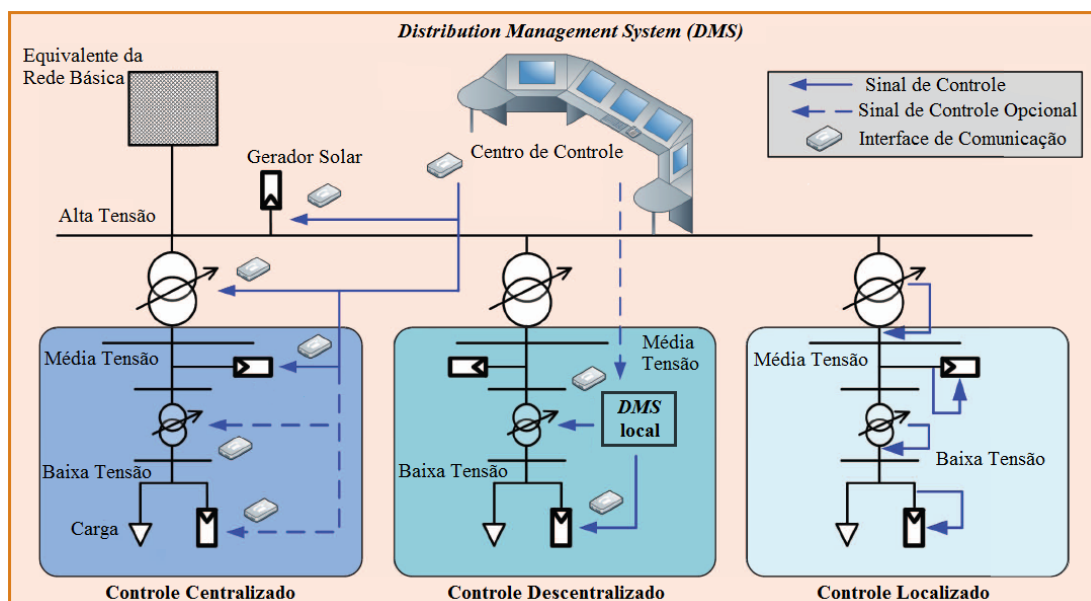 Distribution Management System (DMS)
Equivalente da
Rede Básica
Sinal de Controle
Sinal de Controle Opcional
Interface de Comunicação
Centro de Controle
Gerador Solar
Alta Tensão
Média Tensão
Baixa Tensão
Carga
Média
Tensão
DMS
local
Baixa Tensão
Média Tensão
Baixa Tensão
Controle Centralizado
Controle Descentralizado
Controle Localizado